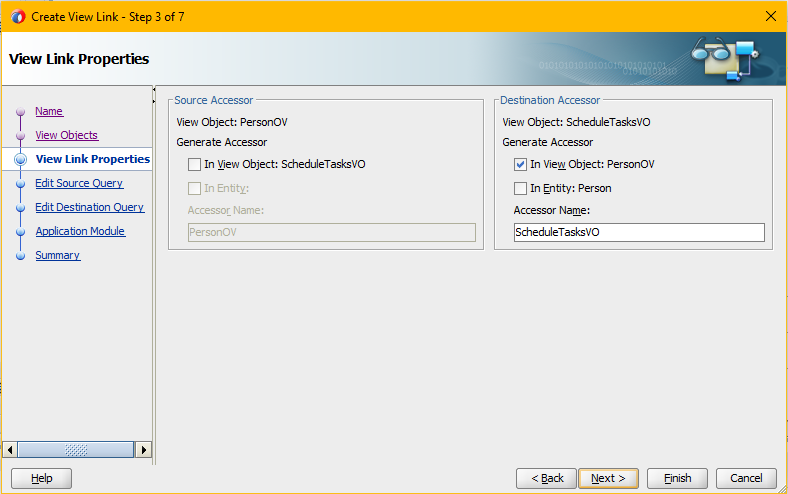 Create View Link - Step 3 of 7
View Link Properties
01010101010101010101010101
0101010101
Name
View Objects
View Link Properties
Edit Source Query
Edit Destination Query
Application Module
Summary
Source Accessor
View Object: PersonOV
Generate Accessor
In View Object: ScheduleTasksVO
In Entity:
Accessor Name:
PersonOV
Destination Accessor
View Object: ScheduleTasksVO
Generate Accessor
In View Object: PersonOV
In Entity: Person
Accessor Name:
ScheduleTasksVO
Help
< Back
Next >
Finish
Cancel